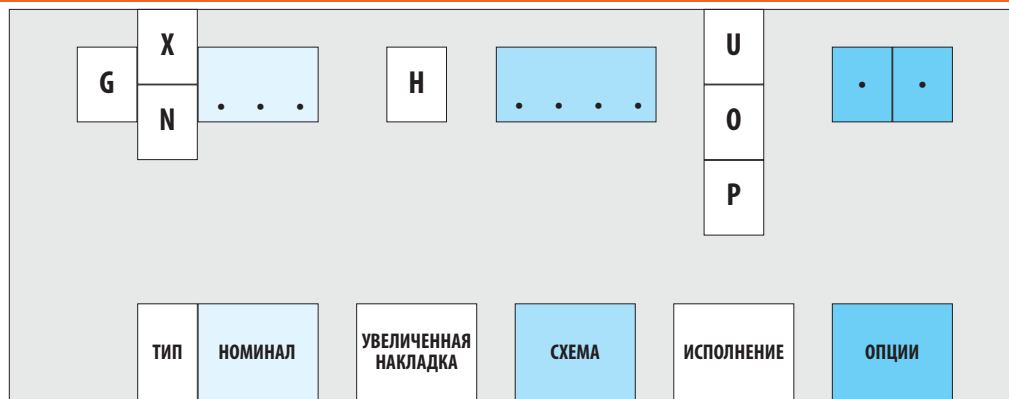 X
U
G
H
. . .
. . . .
. .
N
O
P
ТИП
НОМИНАЛ
УВЕЛИЧЕННАЯ
НАКЛАДКА
СХЕМА
ИСПОЛНЕНИЕ
ОПЦИИ